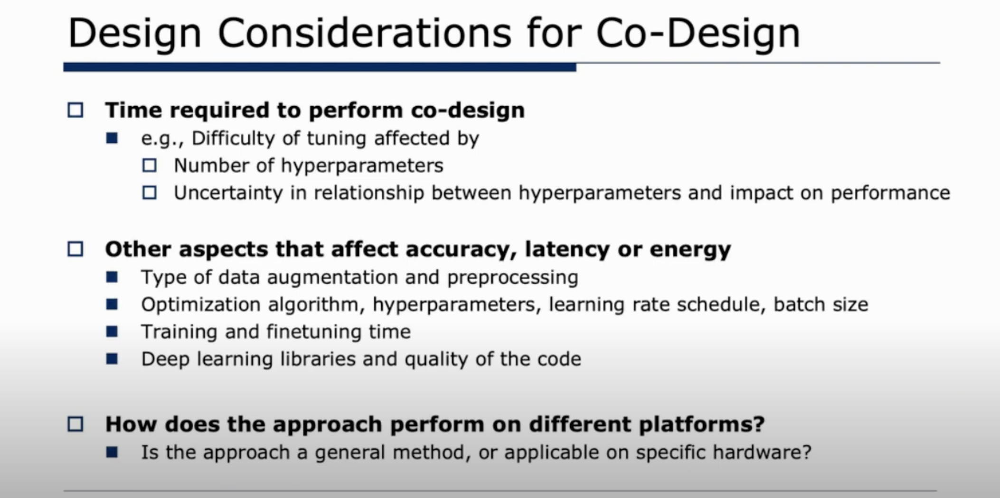 Design Considerations for Co-Design
Time required to perform co-design
e.g., Difficulty of tuning affected by
Number of hyperparameters
Uncertainty in relationship between hyperparameters and impact on performance
Other aspects that affect accuracy, latency or energy
Type of data augmentation and preprocessing
Optimization algorithm, hyperparameters, learning rate schedule, batch size
Training and finetuning time
Deep learning libraries and quality of the code
How does the approach perform on different platforms?
Is the approach a general method, or applicable on specific hardware?